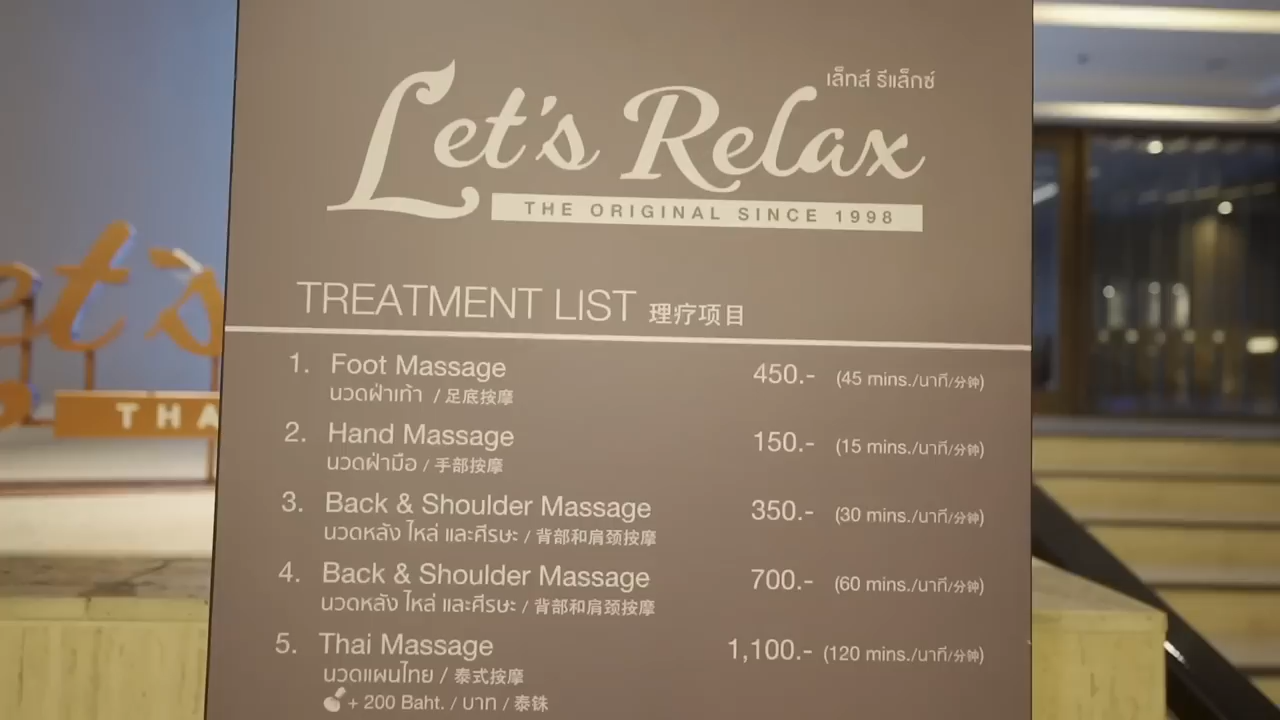 เล็ทส์ รีแล็กซ์
Let's Relax
THE ORIGINAL SINCE 1998
TREATMENT LIST 理疗项目
1. Foot Massage 450.- (45 mins./นาที/分钟)
นวดฝ่าเท้า / 足底按摩
2. Hand Massage 150.- (15 mins./นาที/分钟)
นวดฝ่ามือ / 手部按摩
3. Back & Shoulder Massage 350.- (30 mins./นาที/分钟)
นวดหลัง ไหล่ และศีรษะ / 背部和肩颈按摩
4. Back & Shoulder Massage 700.- (60 mins./นาที/分钟)
นวดหลัง ไหล่ และศีรษะ / 背部和肩颈按摩
5. Thai Massage 1,100.- (120 mins./นาที/分钟)
นวดแผนไทย / 泰式按摩
+ 200 Baht. / บาท / 泰铢
et's
THA